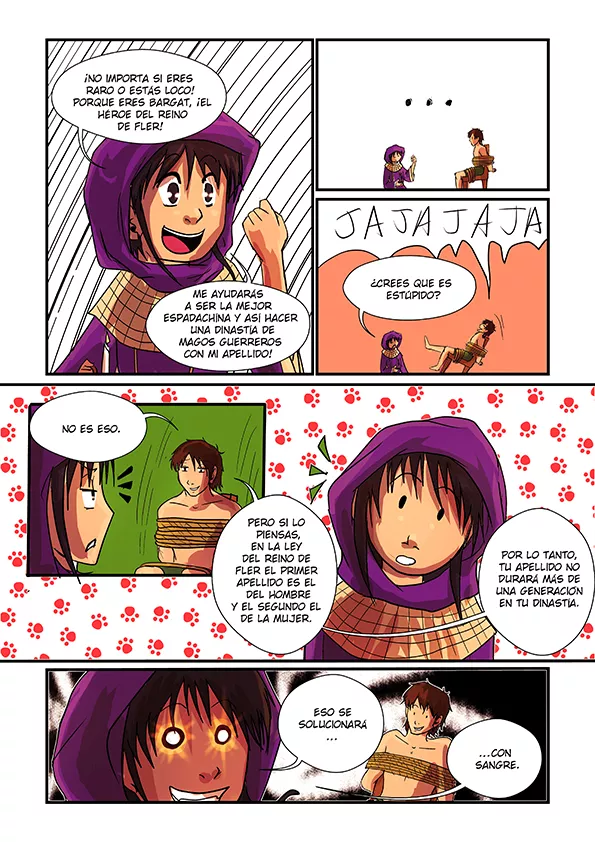 ¡NO IMPORTA SI ERES
RARO O ESTÁS LOCO!
PORQUE ERES BARGAT, ¡EL
HÉROE DEL REINO
DE FLER!
ME AYUDARÁS
A SER LA MEJOR
ESPADACHINA Y ASÍ HACER
UNA DINASTÍA DE
MAGOS GUERREROS
CON MI APELLIDO!
...
JAJAJAJA
¿CREES QUE ES
ESTÚPIDO?
NO ES ESO.
PERO SI LO
PIENSAS,
EN LA LEY
DEL REINO DE
FLER EL PRIMER
APELLIDO ES EL
DEL HOMBRE
Y EL SEGUNDO EL
DE LA MUJER.
POR LO TANTO,
TU APELLIDO NO
DURARÁ MÁS DE
UNA GENERACIÓN
EN TU DINASTÍA.
ESO SE
SOLUCIONARÁ
...
...CON
SANGRE.